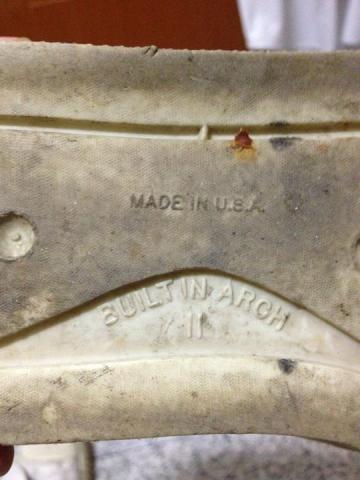 MADE IN U.S.A.
BUILT IN ARCH
11